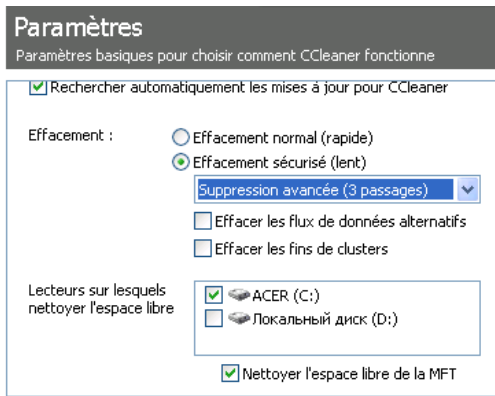 Paramètres
Paramètres basiques pour choisir comment CCleaner fonctionne
Rechercher automatiquement les mises à jour pour CCleaner
Effacement :
Effacement normal (rapide)
Effacement sécurisé (lent)
Suppression avancée (3 passages)
Effacer les flux de données alternatifs
Effacer les fins de clusters
Lecteurs sur lesquels
nettoyer l'espace libre
ACER (C:)
Локальный диск (D:)
Nettoyer l'espace libre de la MFT